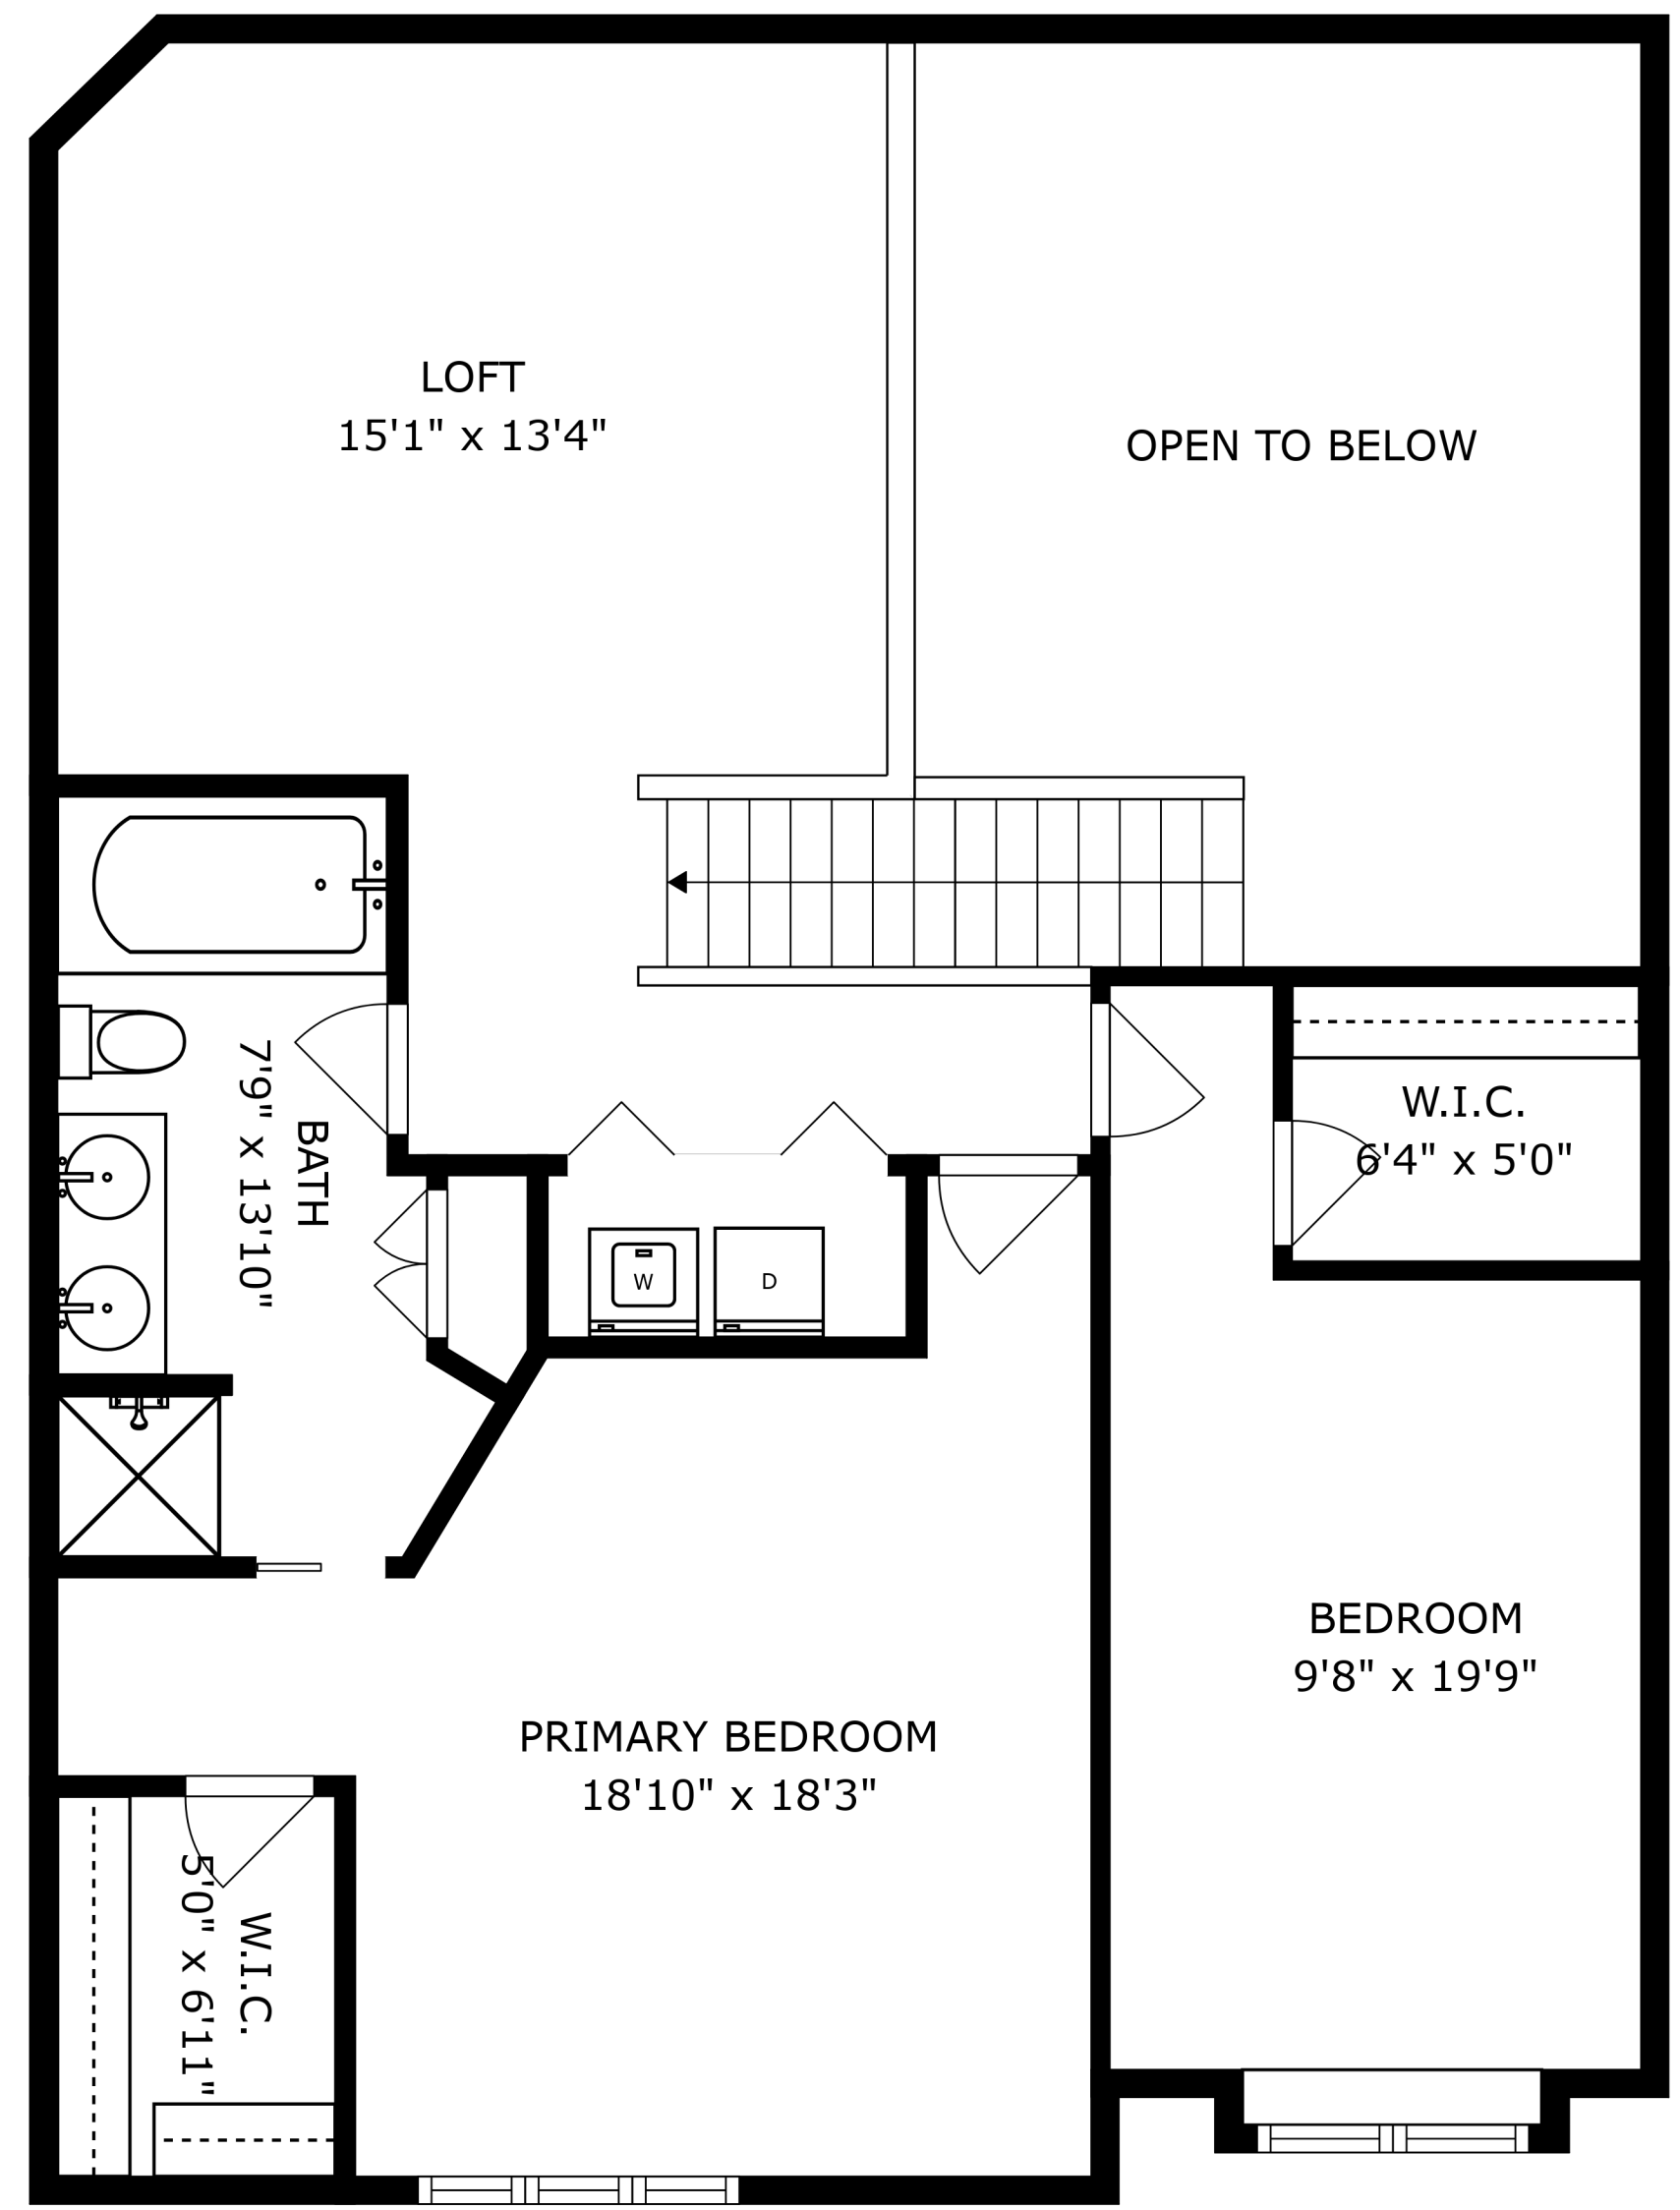 LOFT
15'1" x 13'4"
OPEN TO BELOW
BATH
7'9" x 13'10"
W.I.C.
6'4" x 5'0"
W
D
BEDROOM
9'8" x 19'9"
PRIMARY BEDROOM
18'10" x 18'3"
W.I.C.
5'0" x 6'11"